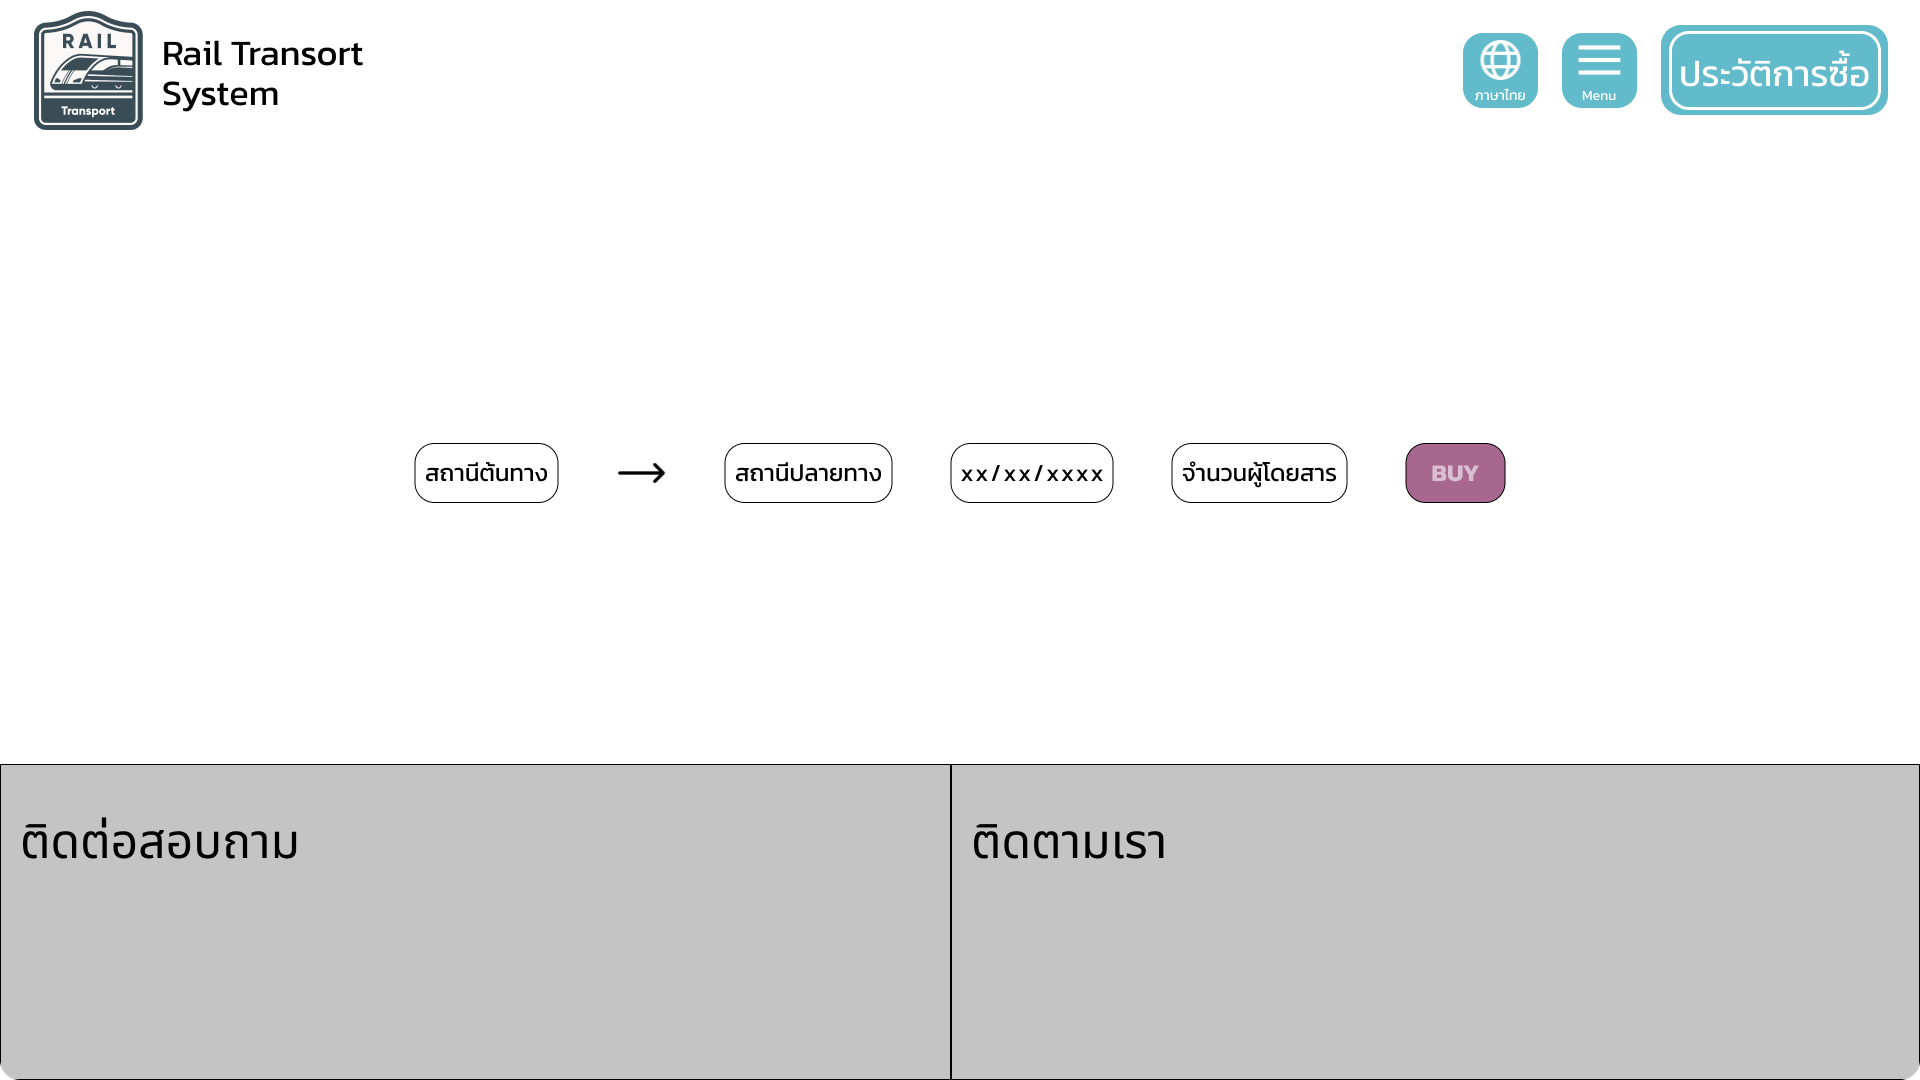 RAIL
Transport
Rail Transort
System
ภาษาไทย
Menu
ประวัติการซื้อ
สถานีต้นทาง
สถานีปลายทาง
xx/xx/xxxx
จำนวนผู้โดยสาร
BUY
ติดต่อสอบถาม
ติดตามเรา